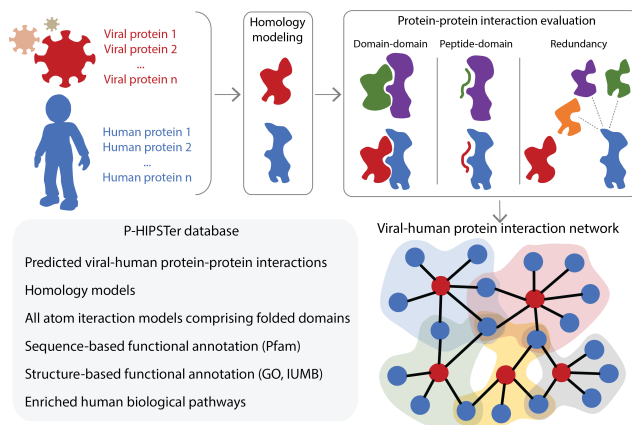 Viral protein 1
Viral protein 2
...
Viral protein n
Human protein 1
Human protein 2
...
Human protein n
Homology
modeling
Protein-protein interaction evaluation
Domain-domain
Peptide-domain
Redundancy
P-HIPSTer database
Predicted viral-human protein-protein interactions
Homology models
All atom iteraction models comprising folded domains
Sequence-based functional annotation (Pfam)
Structure-based functional annotation (GO, IUMB)
Enriched human biological pathways
Viral-human protein interaction network